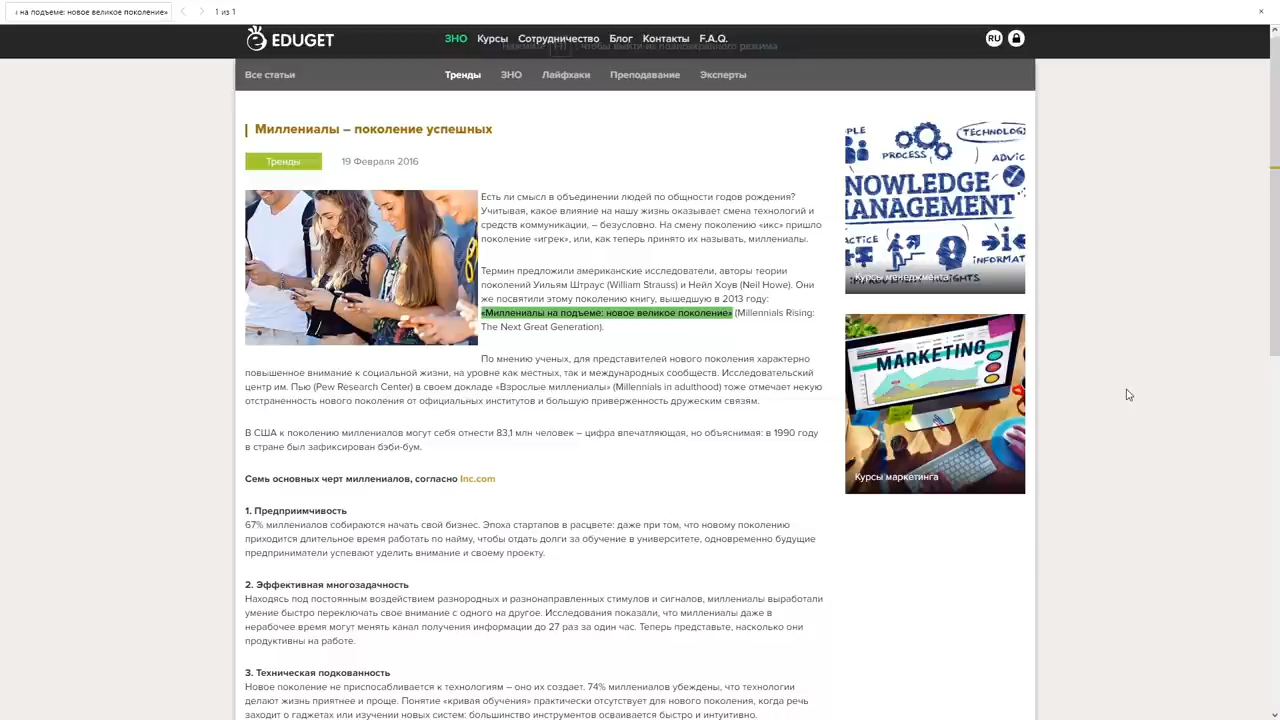 на подъеме: новое великое поколение»
1 из 1
EDUGET
ЗНО Курсы Сотрудничество Блог Контакты F.A.Q.
RU
Нажмите F11, чтобы выйти из полноэкранного режима
Все статьи
Тренды ЗНО Лейфхаки Преподавание Эксперты
Миллениалы – поколение успешных
Тренды
19 Февраля 2016
Есть ли смысл в объединении людей по общности годов рождения?
Учитывая, какое влияние на нашу жизнь оказывает смена технологий и
средств коммуникации, – безусловно. На смену поколению «икс» пришло
поколение «игрек», или, как теперь принято их называть, миллениалы.
Термин предложили американские исследователи, авторы теории
поколений Уильям Штраус (William Strauss) и Нейл Хоув (Neil Howe). Они
же посвятили этому поколению книгу, вышедшую в 2013 году:
«Миллениалы на подъеме: новое великое поколение» (Millennials Rising:
The Next Great Generation).
По мнению ученых, для представителей нового поколения характерно
повышенное внимание к социальной жизни, на уровне как местных, так и международных сообществ. Исследовательский
центр им. Пью (Pew Research Center) в своем докладе «Взрослые миллениалы» (Millennials in adulthood) тоже отмечает некую
отстраненность нового поколения от официальных институтов и большую приверженность дружеским связям.
В США к поколению миллениалов могут себя отнести 83,1 млн человек – цифра впечатляющая, но объяснимая: в 1990 году
в стране был зафиксирован бэби-бум.
Семь основных черт миллениалов, согласно Inc.com
1. Предприимчивость
67% миллениалов собираются начать свой бизнес. Эпоха стартапов в расцвете: даже при том, что новому поколению
приходится длительное время работать по найму, чтобы отдать долги за обучение в университете, одновременно будущие
предприниматели успевают уделить внимание и своему проекту.
2. Эффективная многозадачность
Находясь под постоянным воздействием разнородных и разнонаправленных стимулов и сигналов, миллениалы выработали
умение быстро переключать свое внимание с одного на другое. Исследования показали, что миллениалы даже в
нерабочее время могут менять канал получения информации до 27 раз за один час. Теперь представьте, насколько они
продуктивны на работе.
3. Техническая подкованность
Новое поколение не приспосабливается к технологиям – оно их создает. 74% миллениалов убеждены, что технологии
делают жизнь приятнее и проще. Понятие «кривая обучения» практически отсутствует для нового поколения, когда речь
заходит о гаджетах или изучении новых систем: большинство инструментов осваивается быстро и интуитивно.
PLE
TECHNOLOG
PROCESS
ADVIC
NOWLEDGE
ANAGEMENT
ACTICE
INFORMAT
Курсы менеджмента
MARKETING
Курсы маркетинга